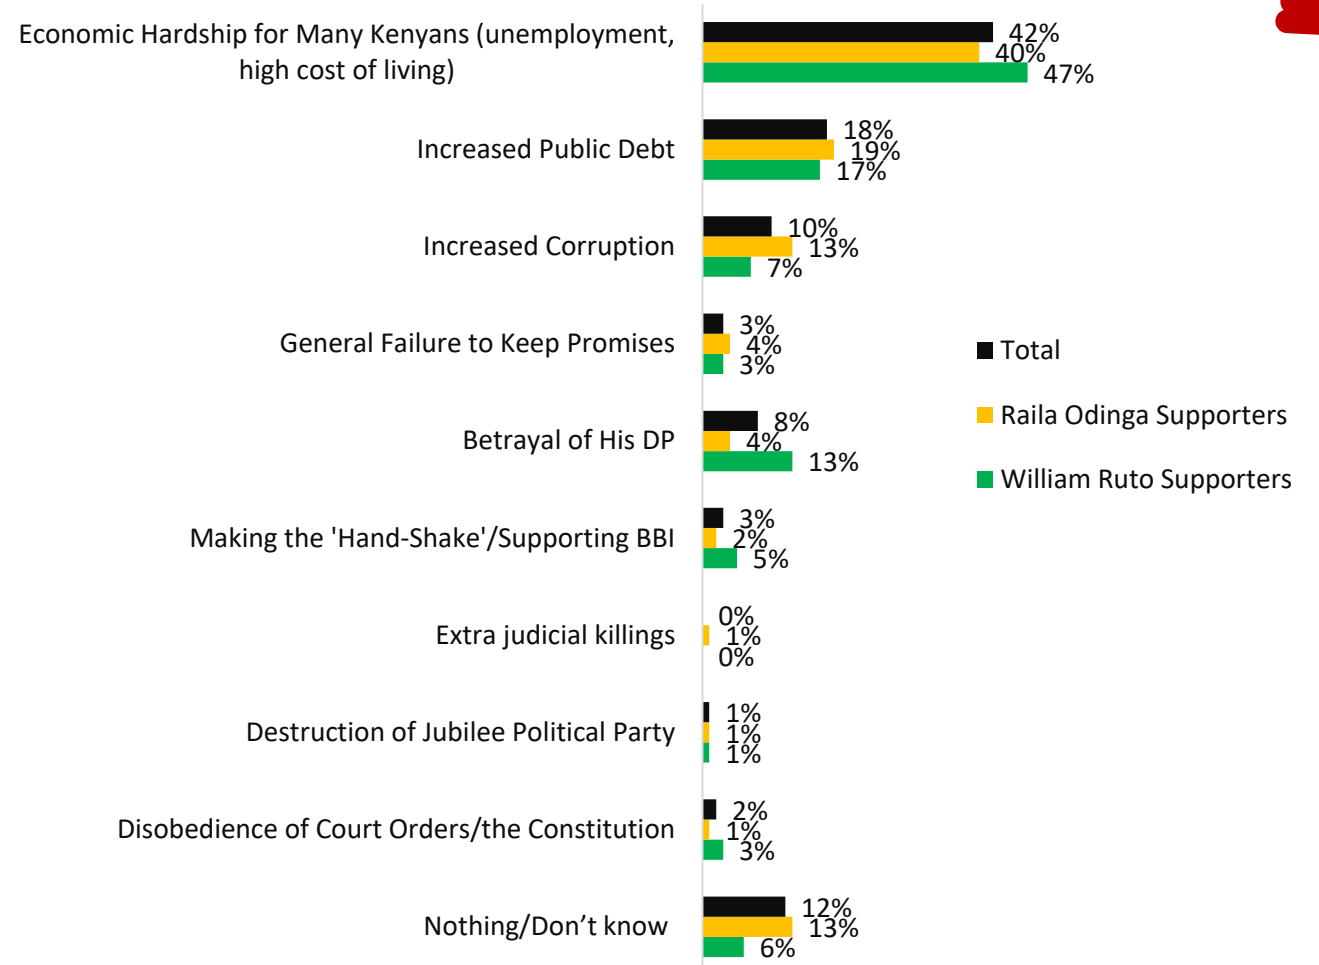 Economic Hardship for Many Kenyans (unemployment,
high cost of living)
42%
40%
47%
Increased Public Debt
18%
19%
17%
Increased Corruption
10%
13%
7%
General Failure to Keep Promises
3%
4%
3%
Betrayal of His DP
8%
4%
13%
Making the 'Hand-Shake'/Supporting BBI
3%
2%
5%
Extra judicial killings
0%
1%
0%
Destruction of Jubilee Political Party
1%
1%
1%
Disobedience of Court Orders/the Constitution
2%
1%
3%
Nothing/Don’t know
12%
13%
6%
Total
Raila Odinga Supporters
William Ruto Supporters